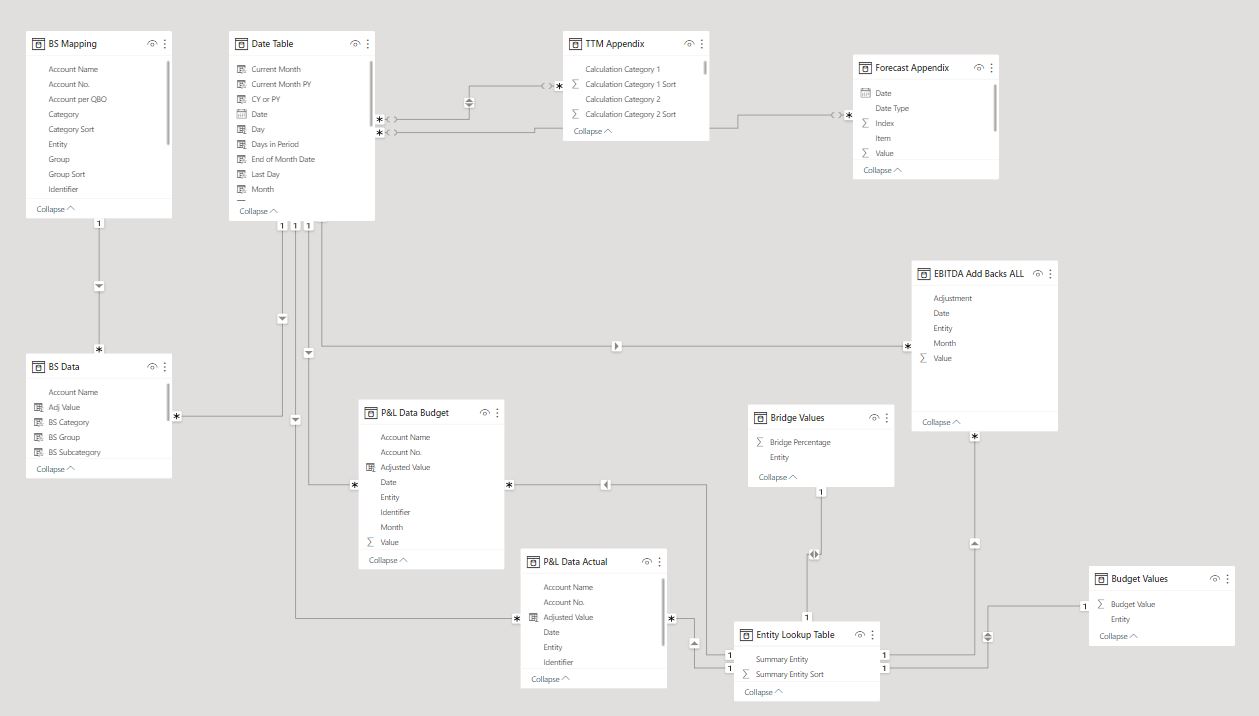 BS Mapping
Account Name
Account No.
Account per QBO
Category
Category Sort
Entity
Group
Group Sort
Identifier
Collapse
1
*
Date Table
Current Month
Current Month PY
CY or PY
Date
Day
Days in Period
End of Month Date
Last Day
Month
Collapse
*
*
1 1 1
TTM Appendix
Calculation Category 1
Calculation Category 1 Sort
Calculation Category 2
Calculation Category 2 Sort
Collapse
*
Forecast Appendix
Date
Date Type
Index
Item
Value
Collapse
*
EBITDA Add Backs ALL
Adjustment
Date
Entity
Month
Value
Collapse
*
*
BS Data
Account Name
Adj Value
BS Category
BS Group
BS Subcategory
Collapse
*
P&L Data Budget
Account Name
Account No.
Adjusted Value
Date
Entity
Identifier
Month
Value
Collapse
*
*
Bridge Values
Bridge Percentage
Entity
Collapse
1
P&L Data Actual
Account Name
Account No.
Adjusted Value
Date
Entity
Identifier
Collapse
*
*
1
Entity Lookup Table
Summary Entity
Summary Entity Sort
Collapse
1
1
1
1
Budget Values
Budget Value
Entity
Collapse
1